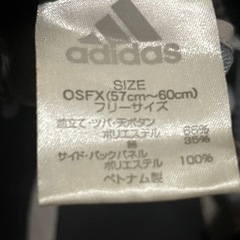 adidas
SIZE
OSFX(57cm~60cm)
フリーサイズ
前立て・ツバ・天ボタン
ポリエステル 65%
綿 35%
サイド・バックパネル
ポリエステル 100%
ベトナム製